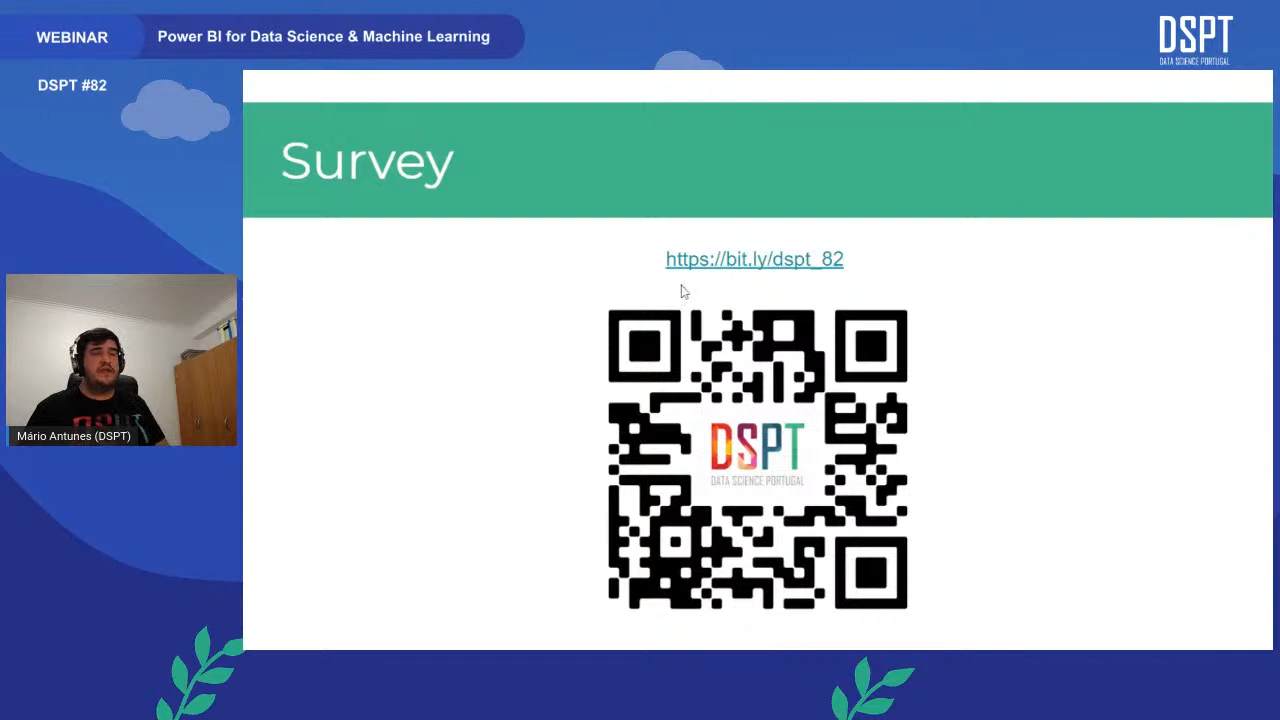 WEBINAR
Power BI for Data Science & Machine Learning
DSPT
DATA SCIENCE PORTUGAL
DSPT #82
Survey
https://bit.ly/dspt_82
DSPT
DATA SCIENCE PORTUGAL
DSPT
Mário Antunes (DSPT)